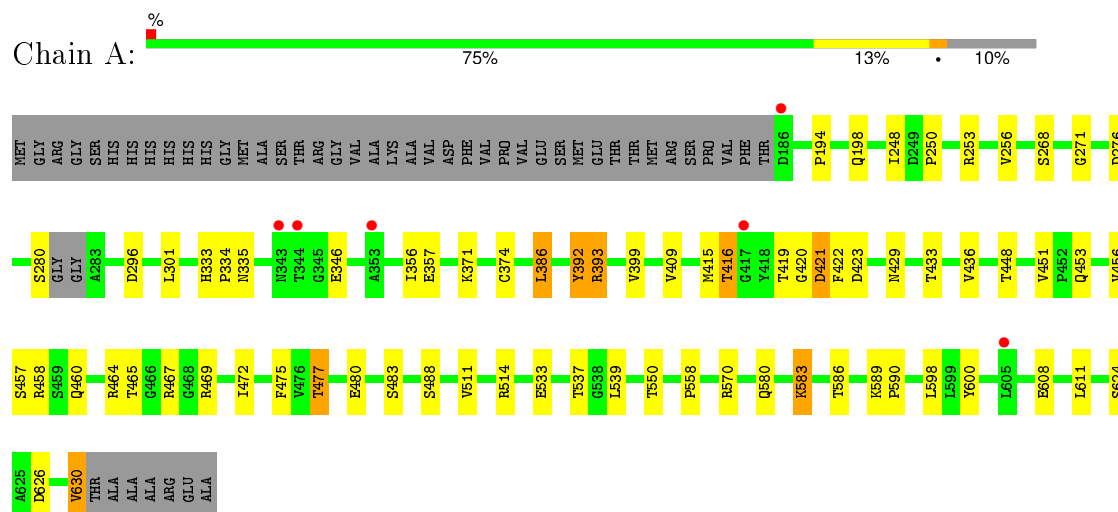 %
Chain A:
75% 13% • 10%
MET GLY ARG GLY SER HIS HIS HIS HIS HIS HIS GLY MET ALA SER THR ARG GLY VAL ALA LYS ALA VAL ASP PHE VAL PRO VAL GLU SER MET GLU THR THR MET ARG SER PRO VAL PHE THR D186 P194 Q198 I248 D249 P250 R253 V256 S268 G271 D276
S280 GLY GLY A283 D296 L301 H333 P334 N335 N343 T344 G345 E346 A353 I356 E357 K371 C374 L386 Y392 R393 V399 V409 M415 T416 G417 Y418 T419 G420 D421 F422 D423 N429 T433 V436 T448 V451 P452 Q453
S457 R458 S459 Q460 R464 T465 G466 R467 G468 R469 I472 F475 V476 T477 E480 S483 S488 V511 R514 E533 T537 G538 L539 T550 P558 R570 Q580 K583 T586 K589 P590 L598 L599 Y600 L605 E608 L611 S624
A625 D626 V630 THR ALA ALA ALA ARG GLU ALA